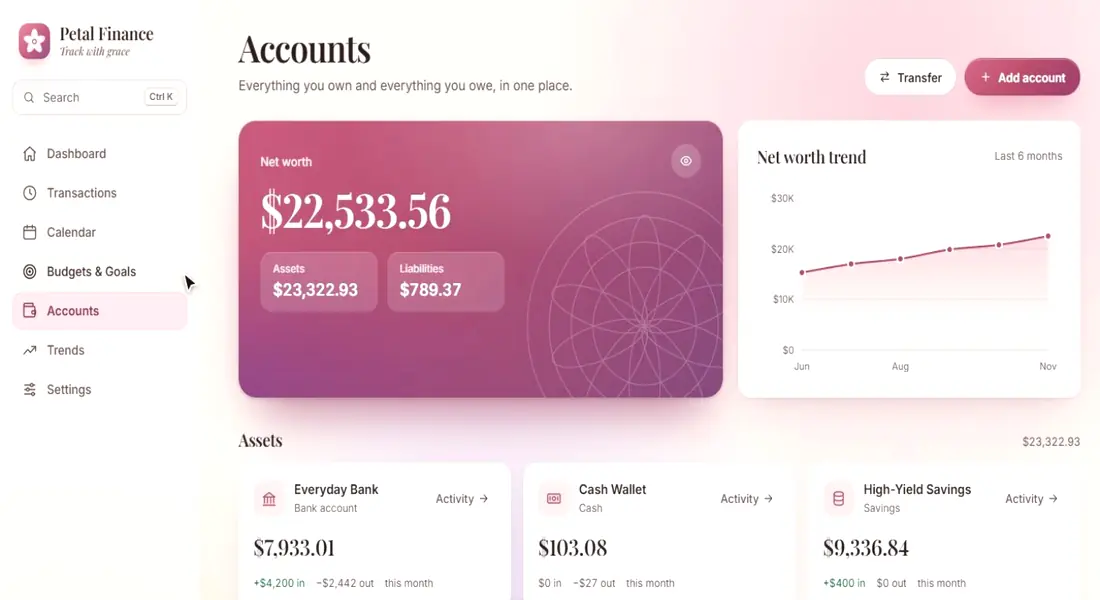 Petal Finance
Track with grace
Search
Ctrl K
Dashboard
Transactions
Calendar
Budgets & Goals
Accounts
Trends
Settings
Accounts
Everything you own and everything you owe, in one place.
Transfer
+ Add account
Net worth
$22,533.56
Assets
$23,322.93
Liabilities
$789.37
Net worth trend
Last 6 months
$30K
$20K
$10K
$0
Jun
Aug
Nov
Assets
$23,322.93
Everyday Bank
Bank account
Activity →
$7,933.01
+$4,200 in −$2,442 out this month
Cash Wallet
Cash
Activity →
$103.08
$0 in −$27 out this month
High-Yield Savings
Savings
Activity →
$9,336.84
+$400 in $0 out this month